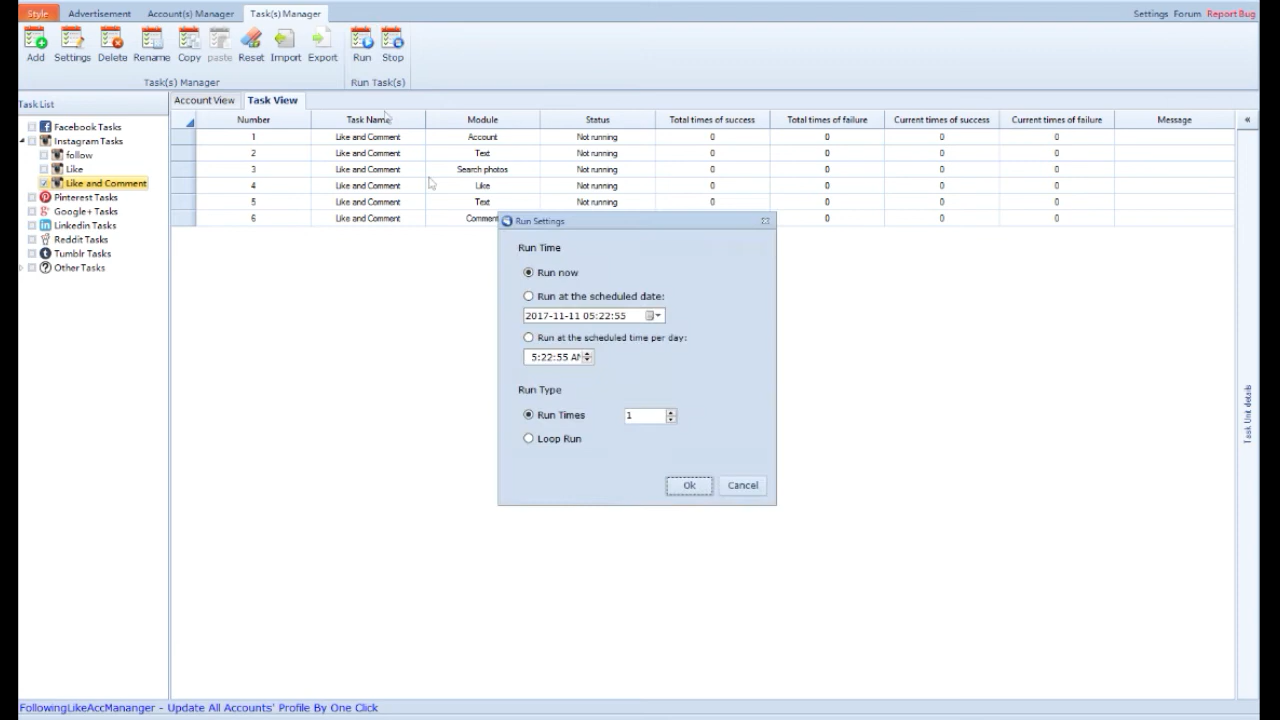 Style Advertisement Account(s) Manager Task(s) Manager Settings Forum Report Bug
Add Settings Delete Rename Copy paste Reset Import Export Run Stop
Task(s) Manager Run Task(s)
Task List
Facebook Tasks
Instagram Tasks
follow
Like
Like and Comment
Pinterest Tasks
Google+ Tasks
Linkedin Tasks
Reddit Tasks
Tumblr Tasks
Other Tasks
Account View Task View
Number Task Name Module Status Total times of success Total times of failure Current times of success Current times of failure Message
1 Like and Comment Account Not running 0 0 0 0
2 Like and Comment Text Not running 0 0 0 0
3 Like and Comment Search photos Not running 0 0 0 0
4 Like and Comment Like Not running 0 0 0 0
5 Like and Comment Text Not running 0 0 0 0
6 Like and Comment Comment 0 0 0
Run Settings
Run Time
Run now
Run at the scheduled date:
2017-11-11 05:22:55
Run at the scheduled time per day:
5:22:55 AM
Run Type
Run Times 1
Loop Run
Ok Cancel
Task Unit details
FollowingLikeAccMananger - Update All Accounts' Profile By One Click